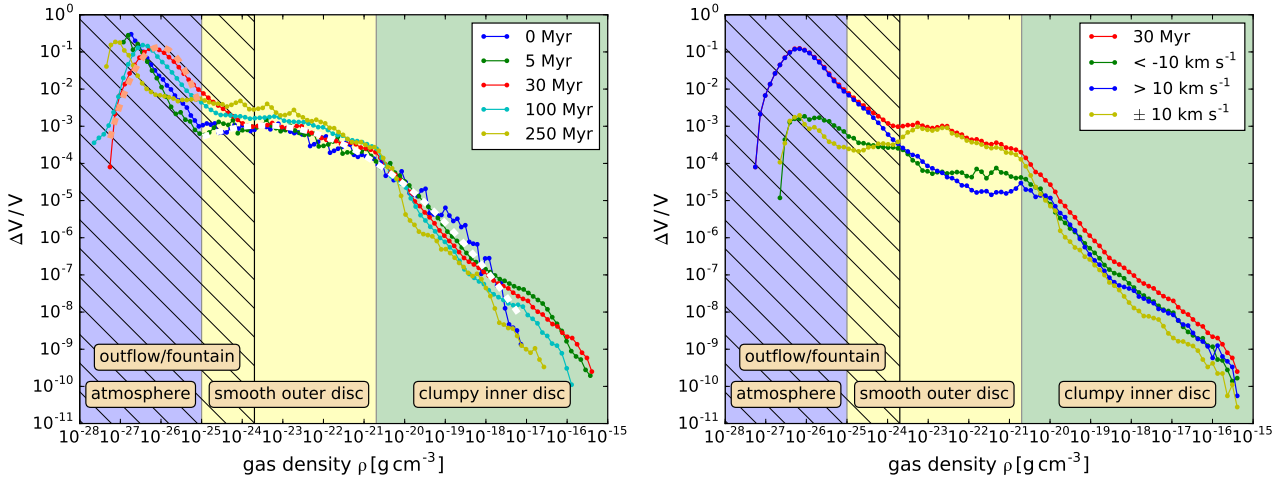 10^0
10^-1
10^-2
10^-3
10^-4
10^-5
10^-6
10^-7
10^-8
10^-9
10^-10
10^-11
ΔV / V
0 Myr
5 Myr
30 Myr
100 Myr
250 Myr
outflow/fountain
atmosphere
smooth outer disc
clumpy inner disc
10^-28 10^-27 10^-26 10^-25 10^-24 10^-23 10^-22 10^-21 10^-20 10^-19 10^-18 10^-17 10^-16 10^-15
gas density ρ [g cm^-3]
10^0
10^-1
10^-2
10^-3
10^-4
10^-5
10^-6
10^-7
10^-8
10^-9
10^-10
10^-11
ΔV / V
30 Myr
< -10 km s^-1
> 10 km s^-1
± 10 km s^-1
outflow/fountain
atmosphere
smooth outer disc
clumpy inner disc
10^-28 10^-27 10^-26 10^-25 10^-24 10^-23 10^-22 10^-21 10^-20 10^-19 10^-18 10^-17 10^-16 10^-15
gas density ρ [g cm^-3]